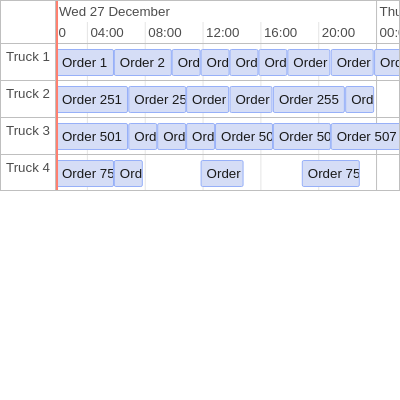 Wed 27 December Thu
0 04:00 08:00 12:00 16:00 20:00 00:
Truck 1 Order 1 Order 2 Ord Ord Ord Ord Order Order Ord
Truck 2 Order 251 Order 25 Order Order Order 255 Ord
Truck 3 Order 501 Ord Ord Ord Order 50 Order 50 Order 507
Truck 4 Order 75 Ord Order Order 75